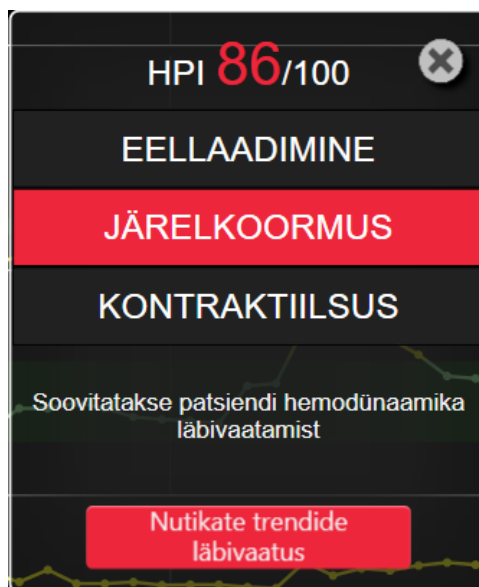 HPI 86/100
EELLAADIMINE
JÄRELKOORMUS
KONTRAKTIILSUS
Soovitatakse patsiendi hemodünaamika
läbivaatamist
Nutikate trendide
läbivaatus